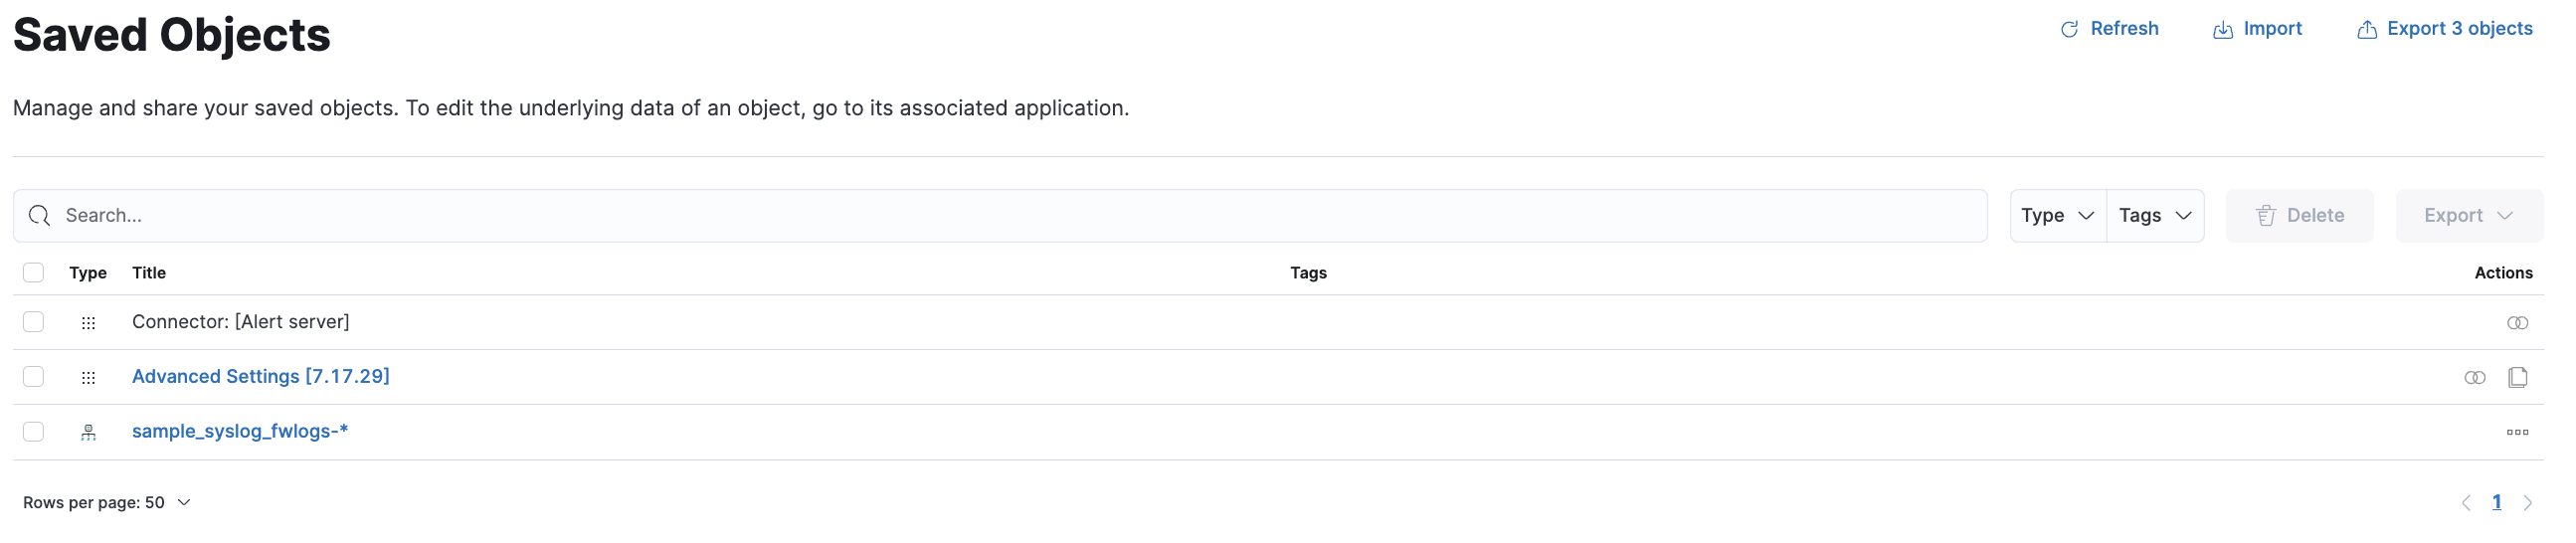 Saved Objects
Refresh Import Export 3 objects
Manage and share your saved objects. To edit the underlying data of an object, go to its associated application.
Search... Type Tags Delete Export
Type Title Tags Actions
Connector: [Alert server]
Advanced Settings [7.17.29]
sample_syslog_fwlogs-*
Rows per page: 50 1